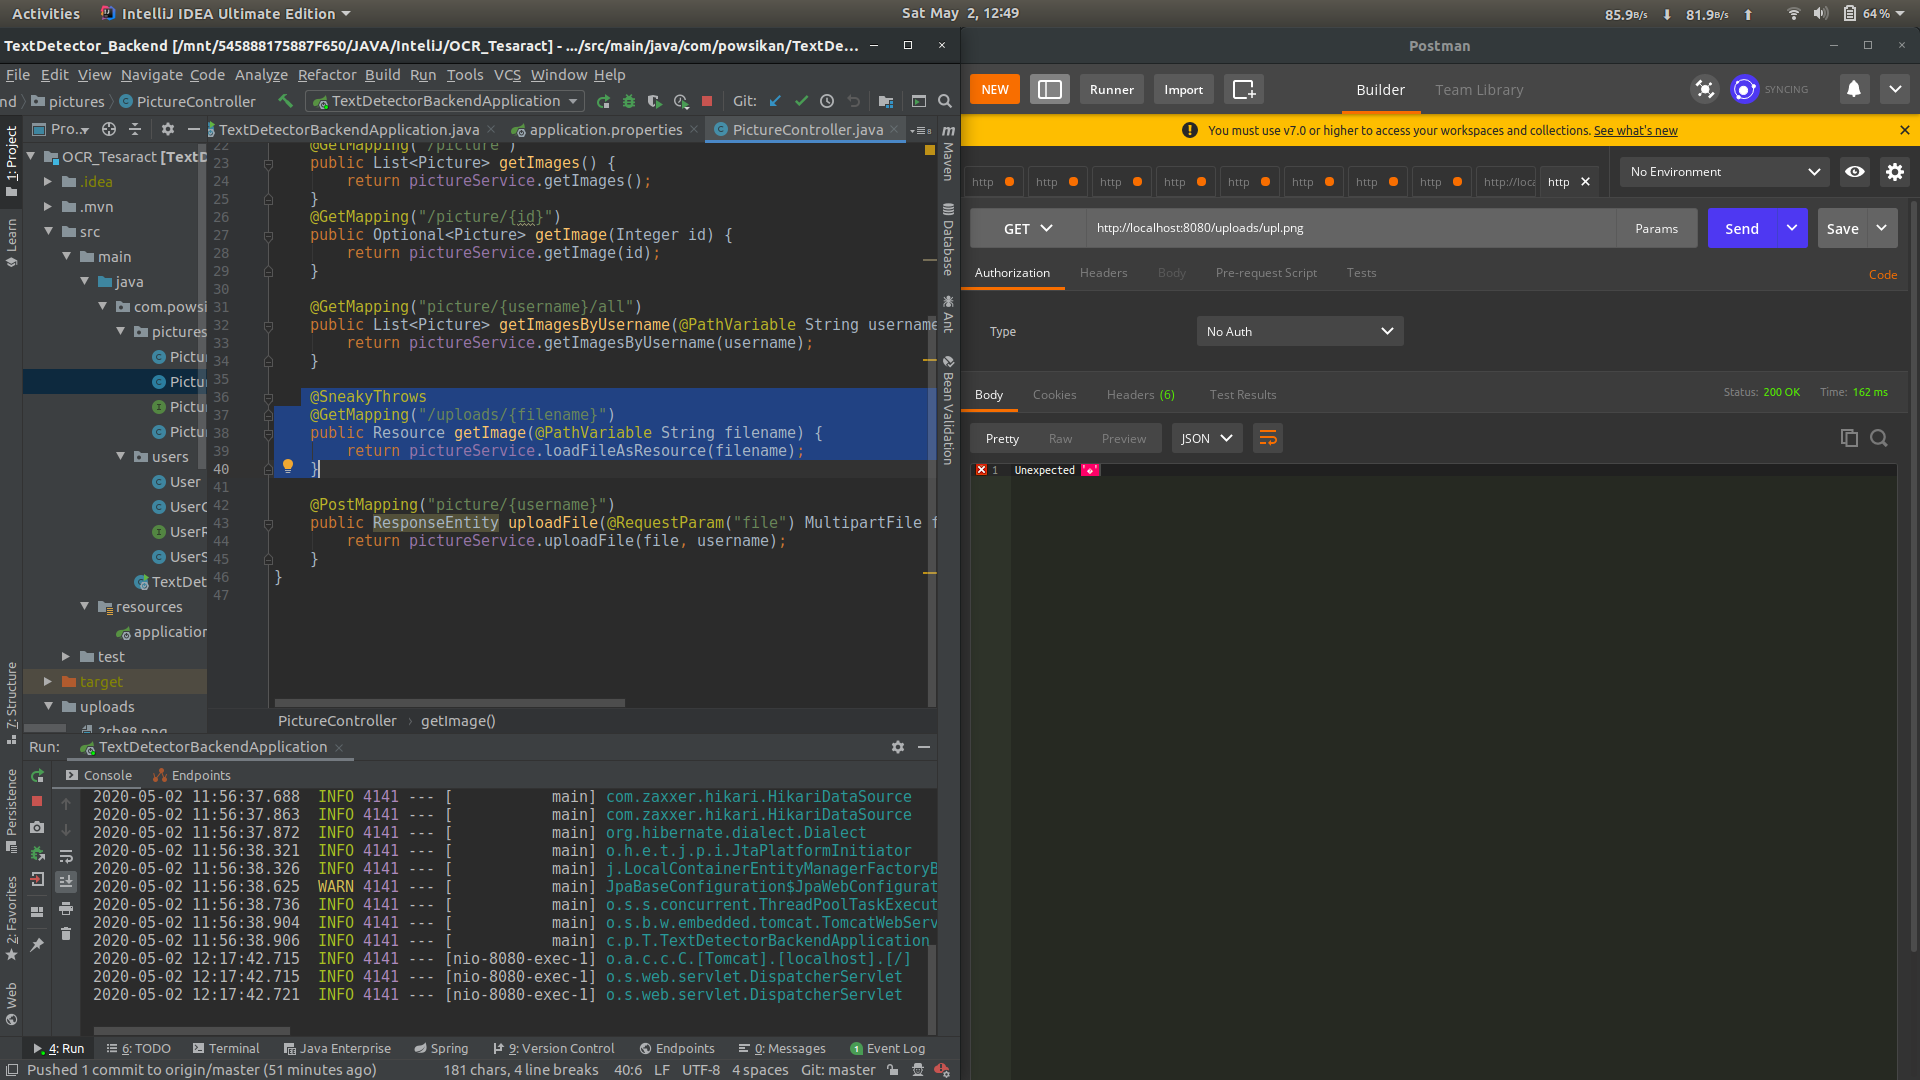 Activities
IntelliJ IDEA Ultimate Edition
Sat May 2, 12:49
85.9B/s
81.9B/s
64 %
TextDetector_Backend [/mnt/545888175887F650/JAVA/InteliJ/OCR_Tesaract] - .../src/main/java/com/powsikan/TextDe...
File Edit View Navigate Code Analyze Refactor Build Run Tools VCS Window Help
nd pictures PictureController
TextDetectorBackendApplication
Git:
1: Project
Learn
7: Structure
Persistence
2: Favorites
Web
Pro..
TextDetectorBackendApplication.java
application.properties
PictureController.java
8
OCR_Tesaract [TextD
.idea
.mvn
src
main
java
com.powsi
pictures
Pictu
Pictu
Pictu
Pictu
users
User
UserC
UserR
UserS
TextDet
resources
application
test
target
uploads
2rb88.png
22 @GetMapping("/picture")
23 public List<Picture> getImages() {
24 return pictureService.getImages();
25 }
26 @GetMapping("/picture/{id}")
27 public Optional<Picture> getImage(Integer id) {
28 return pictureService.getImage(id);
29 }
30
31 @GetMapping("picture/{username}/all")
32 public List<Picture> getImagesByUsername(@PathVariable String username
33 return pictureService.getImagesByUsername(username);
34 }
35
36 @SneakyThrows
37 @GetMapping("/uploads/{filename}")
38 public Resource getImage(@PathVariable String filename) {
39 return pictureService.loadFileAsResource(filename);
40 }
41
42 @PostMapping("picture/{username}")
43 public ResponseEntity uploadFile(@RequestParam("file") MultipartFile f
44 return pictureService.uploadFile(file, username);
45 }
46 }
47
m Maven
Database
Ant
Bean Validation
PictureController getImage()
Run: TextDetectorBackendApplication
Console Endpoints
2020-05-02 11:56:37.688 INFO 4141 --- [ main] com.zaxxer.hikari.HikariDataSource
2020-05-02 11:56:37.863 INFO 4141 --- [ main] com.zaxxer.hikari.HikariDataSource
2020-05-02 11:56:37.872 INFO 4141 --- [ main] org.hibernate.dialect.Dialect
2020-05-02 11:56:38.321 INFO 4141 --- [ main] o.h.e.t.j.p.i.JtaPlatformInitiator
2020-05-02 11:56:38.326 INFO 4141 --- [ main] j.LocalContainerEntityManagerFactoryB
2020-05-02 11:56:38.625 WARN 4141 --- [ main] JpaBaseConfiguration$JpaWebConfigurat
2020-05-02 11:56:38.736 INFO 4141 --- [ main] o.s.s.concurrent.ThreadPoolTaskExecut
2020-05-02 11:56:38.904 INFO 4141 --- [ main] o.s.b.w.embedded.tomcat.TomcatWebServ
2020-05-02 11:56:38.906 INFO 4141 --- [ main] c.p.T.TextDetectorBackendApplication
2020-05-02 12:17:42.715 INFO 4141 --- [nio-8080-exec-1] o.a.c.c.C.[Tomcat].[localhost].[/]
2020-05-02 12:17:42.715 INFO 4141 --- [nio-8080-exec-1] o.s.web.servlet.DispatcherServlet
2020-05-02 12:17:42.721 INFO 4141 --- [nio-8080-exec-1] o.s.web.servlet.DispatcherServlet
4: Run 6: TODO Terminal Java Enterprise Spring 9: Version Control Endpoints 0: Messages 1 Event Log
Pushed 1 commit to origin/master (51 minutes ago) 181 chars, 4 line breaks 40:6 LF UTF-8 4 spaces Git: master
Postman
NEW
Runner
Import
Builder
Team Library
SYNCING
You must use v7.0 or higher to access your workspaces and collections. See what's new
http http http http http http http http http://loca http
No Environment
GET
http://localhost:8080/uploads/upl.png
Params
Send
Save
Authorization Headers Body Pre-request Script Tests
Code
Type
No Auth
Body Cookies Headers (6) Test Results
Status: 200 OK Time: 162 ms
Pretty Raw Preview JSON
1 Unexpected '�'